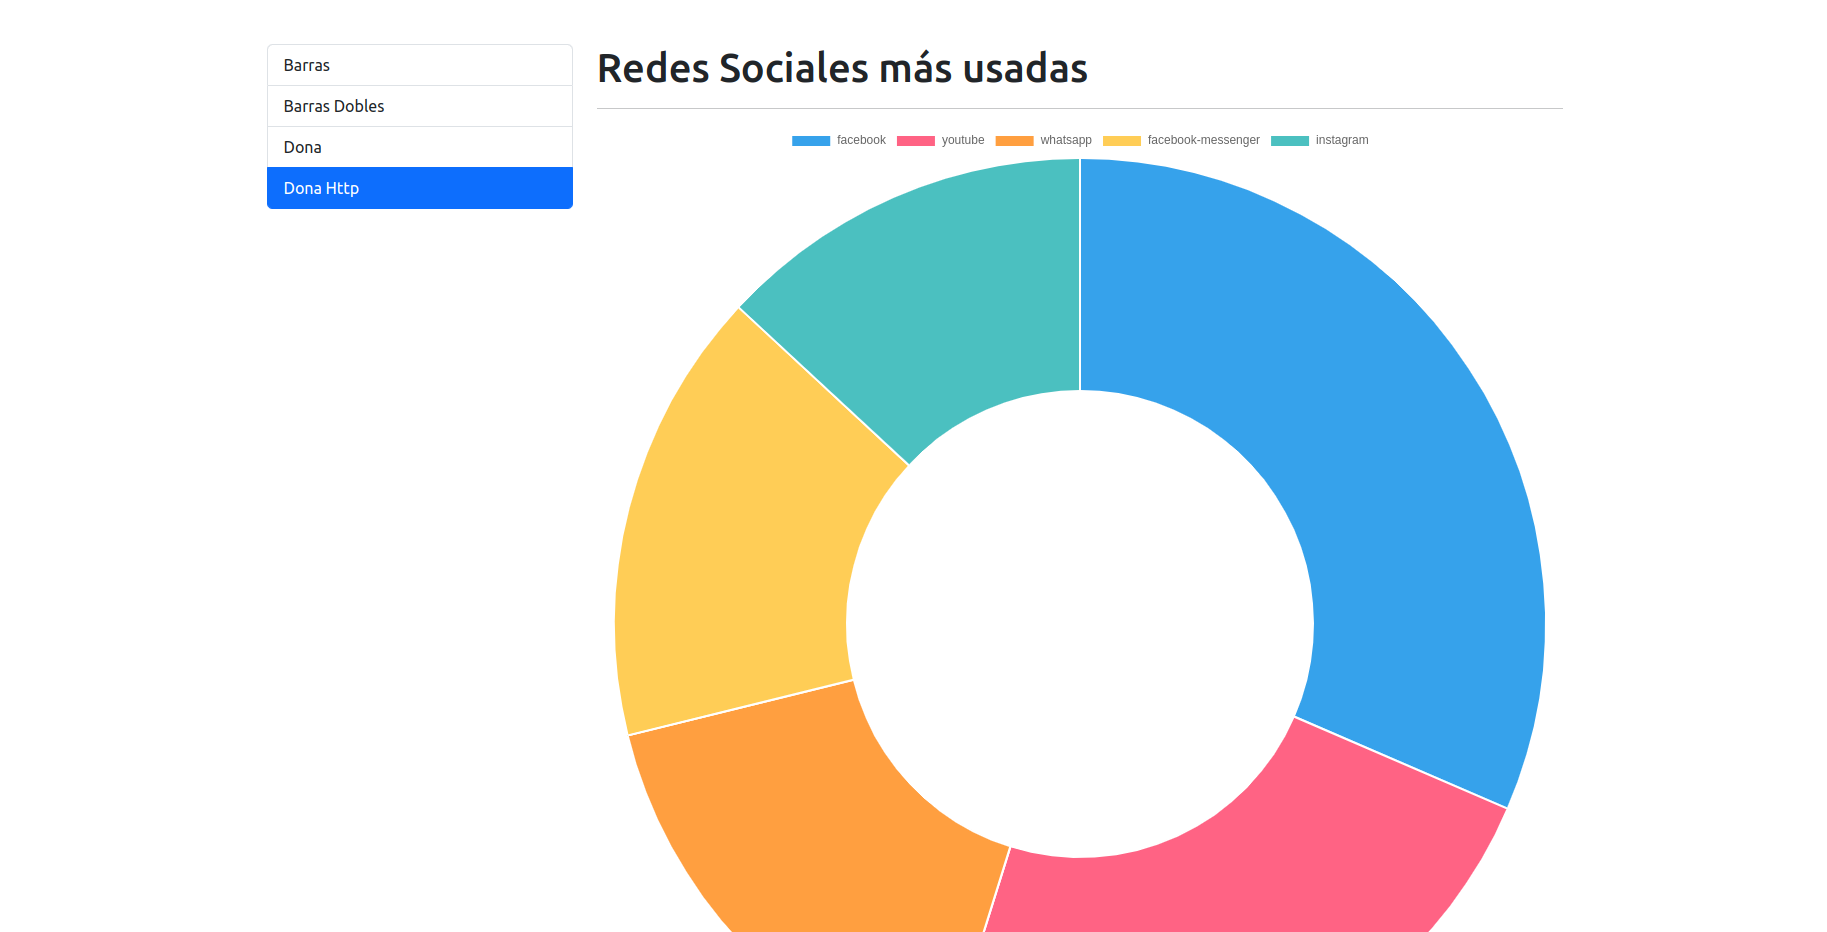 Barras
Barras Dobles
Dona
Dona Http
Redes Sociales más usadas
facebook youtube whatsapp facebook-messenger instagram